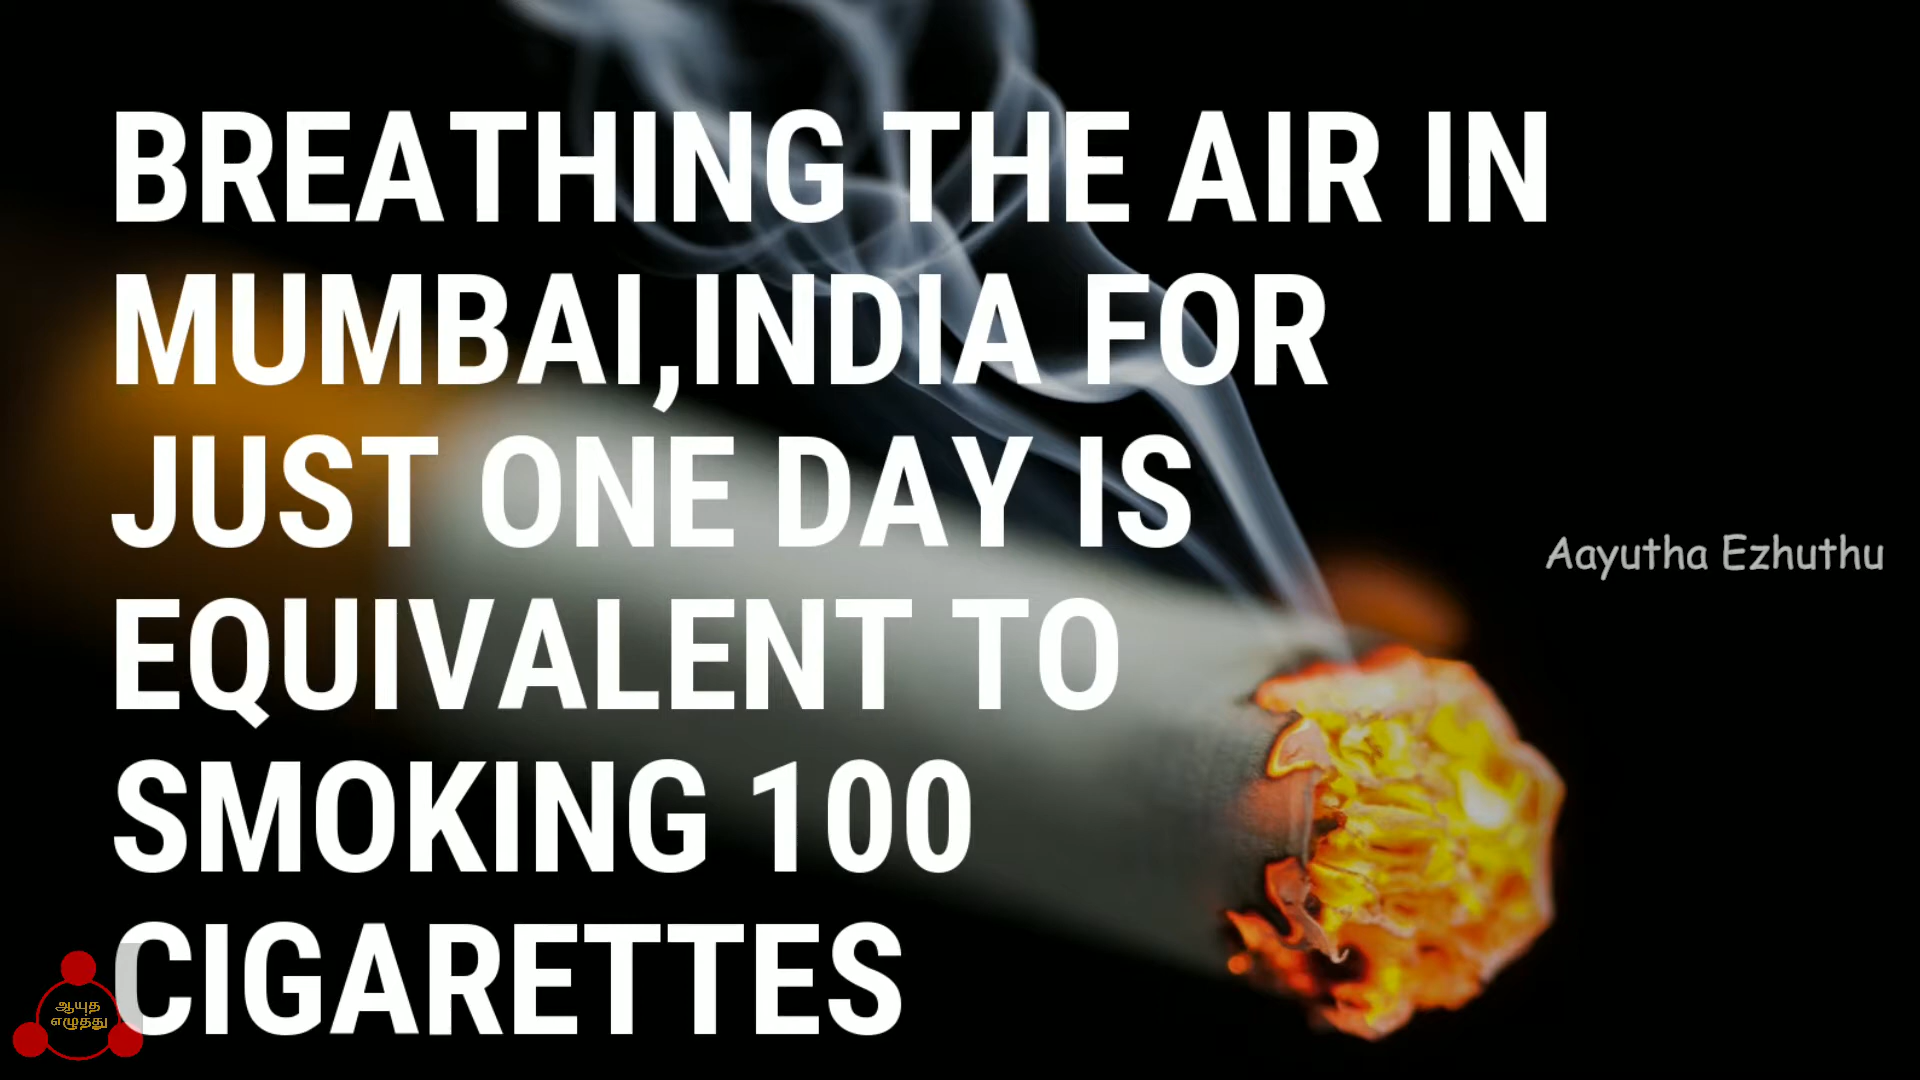 BREATHING THE AIR IN
MUMBAI,INDIA FOR
JUST ONE DAY IS
EQUIVALENT TO
SMOKING 100
CIGARETTES
Aayutha Ezhuthu
ஆயுத
எழுத்து